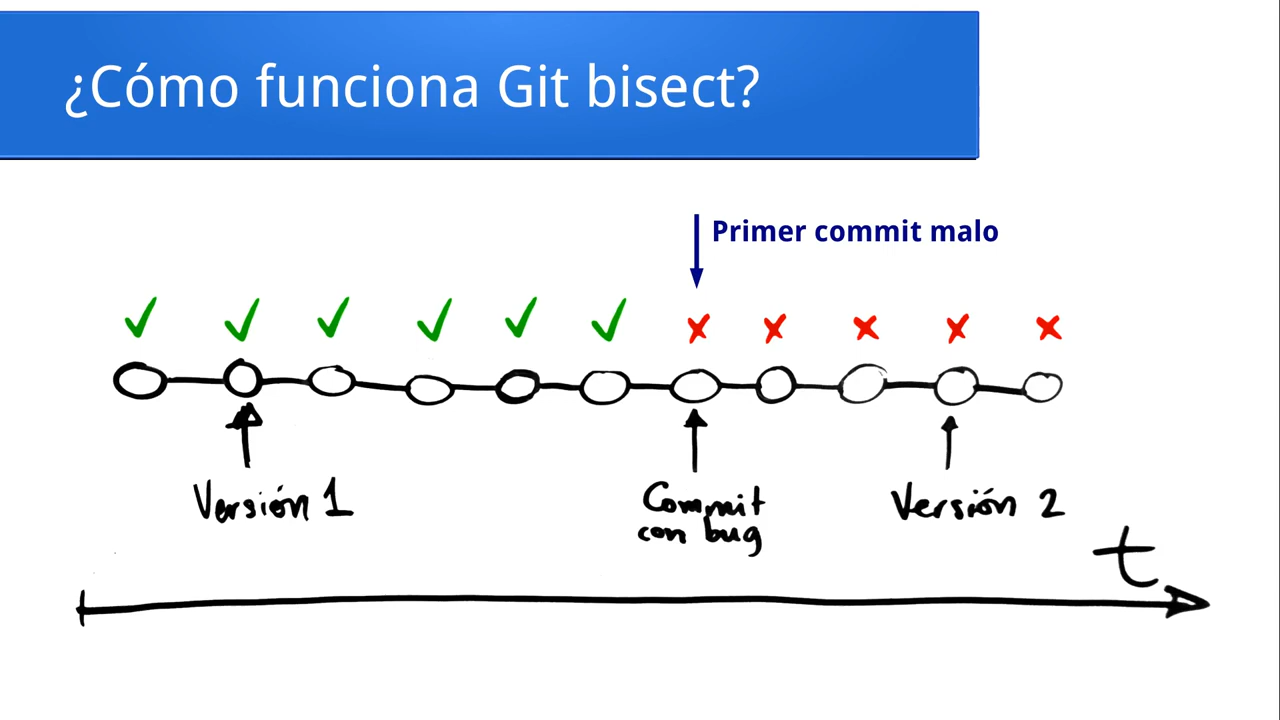 ¿Cómo funciona Git bisect?
Primer commit malo
Versión 1
Commit
con bug
Versión 2
t